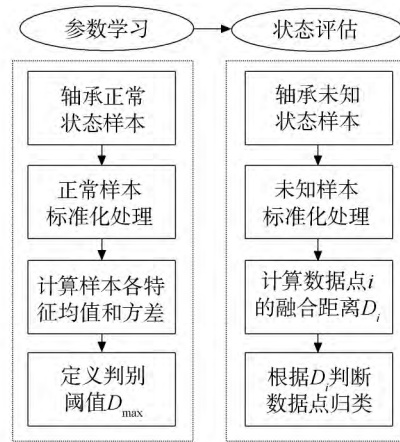 参数学习
状态评估
轴承正常
状态样本
正常样本
标准化处理
计算样本各特
征均值和方差
定义判别
阈值Dmax
轴承未知
状态样本
未知样本
标准化处理
计算数据点i
的融合距离Di
根据Di判断
数据点归类